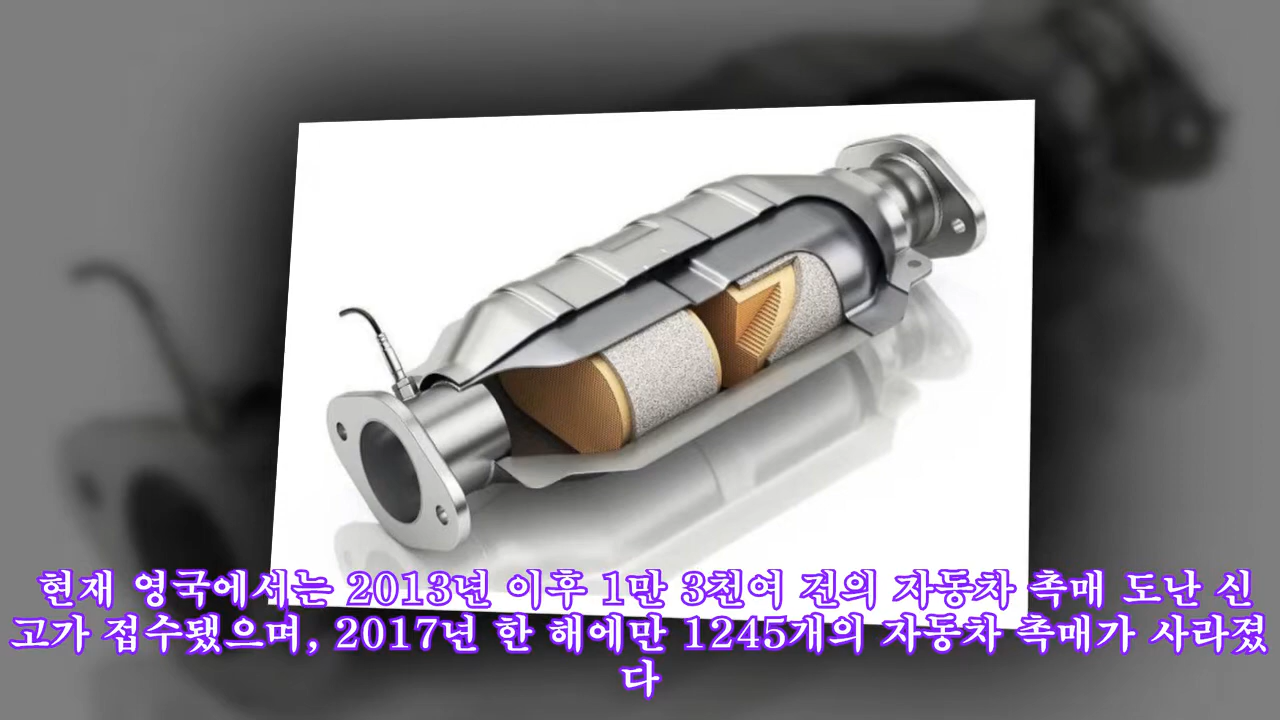 현재 영국에서는 2013년 이후 1만 3천여 건의 자동차 촉매 도난 신
고가 접수됐으며, 2017년 한 해에만 1245개의 자동차 촉매가 사라졌
다